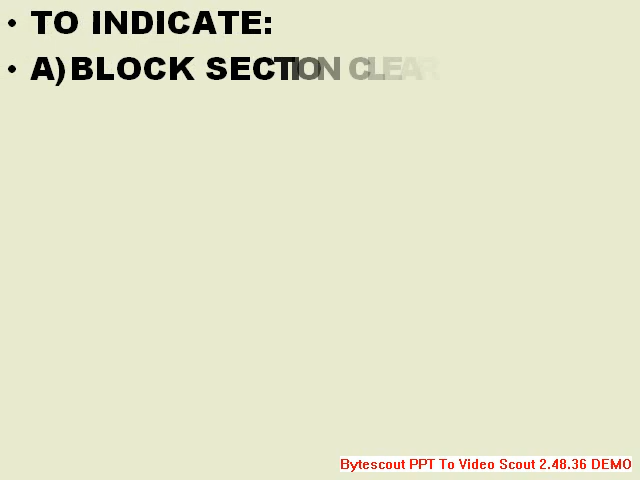 • TO INDICATE:
• A)BLOCK SECTION CLEAR
Bytescout PPT To Video Scout 2.48.36 DEMO